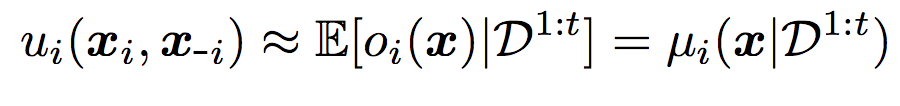 u_i(x_i, x_{-i}) ≈ 𝔼[o_i(x)|𝒟^{1:t}] = μ_i(x|𝒟^{1:t})